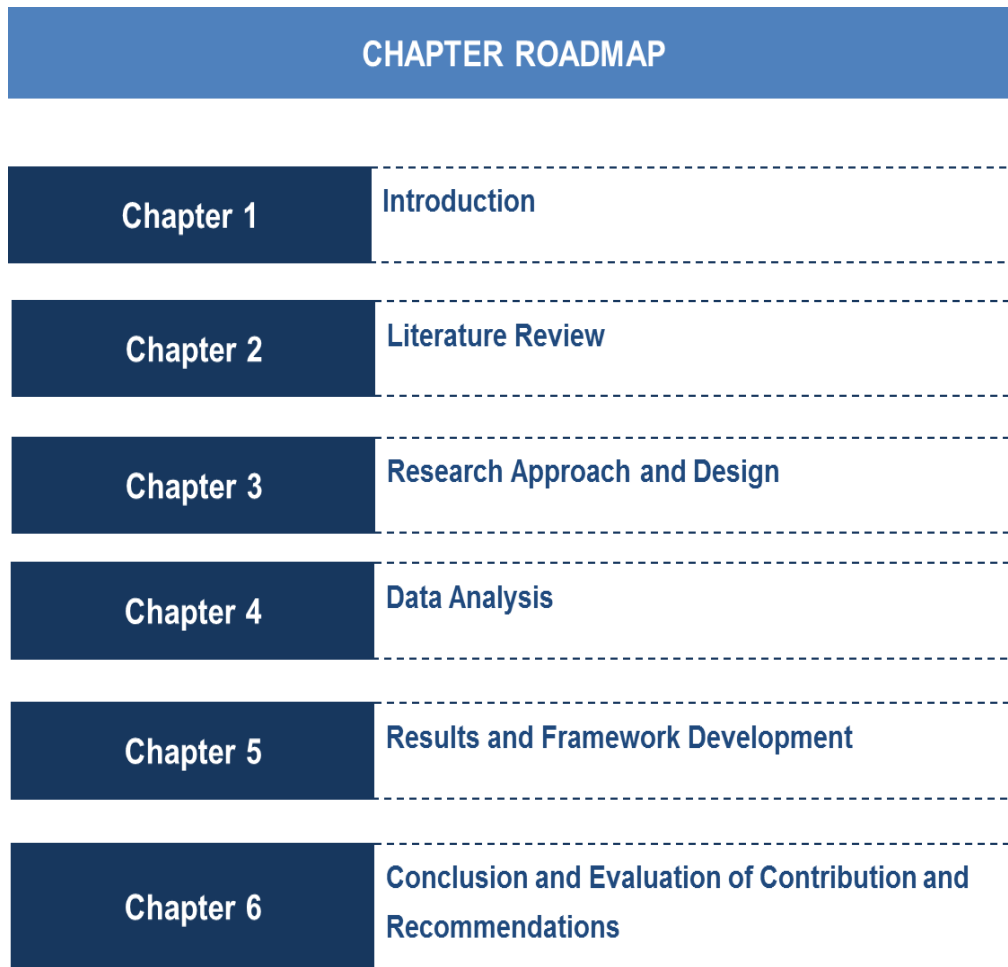 CHAPTER ROADMAP
Chapter 1
Introduction
Chapter 2
Literature Review
Chapter 3
Research Approach and Design
Chapter 4
Data Analysis
Chapter 5
Results and Framework Development
Chapter 6
Conclusion and Evaluation of Contribution and
Recommendations